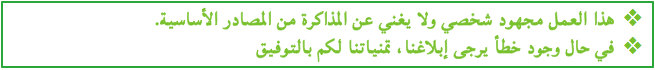 ❖ هذا العمل مجهود شخصي ولا يغني عن المذاكرة من المصادر الأساسية.
❖ في حال وجود خطأ يرجى إبلاغنا، تمنياتنا لكم بالتوفيق